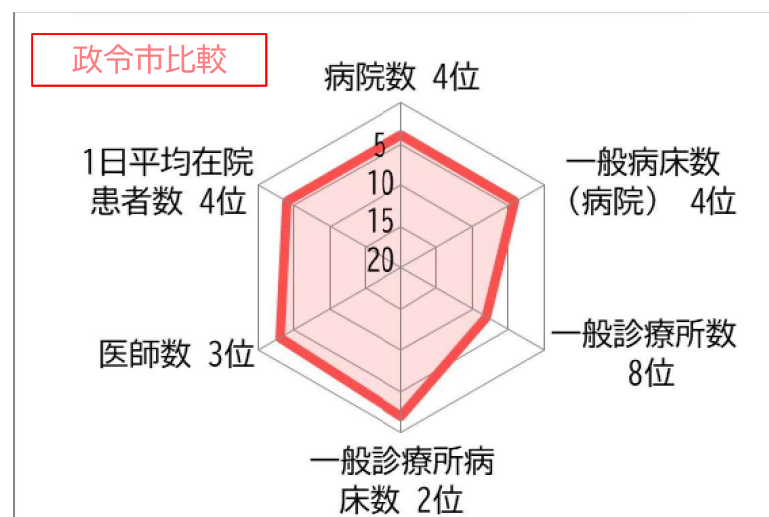 政令市比較
病院数 4位
1日平均在院
患者数 4位
一般病床数
（病院） 4位
5
10
15
20
医師数 3位
一般診療所数
8位
一般診療所病
床数 2位